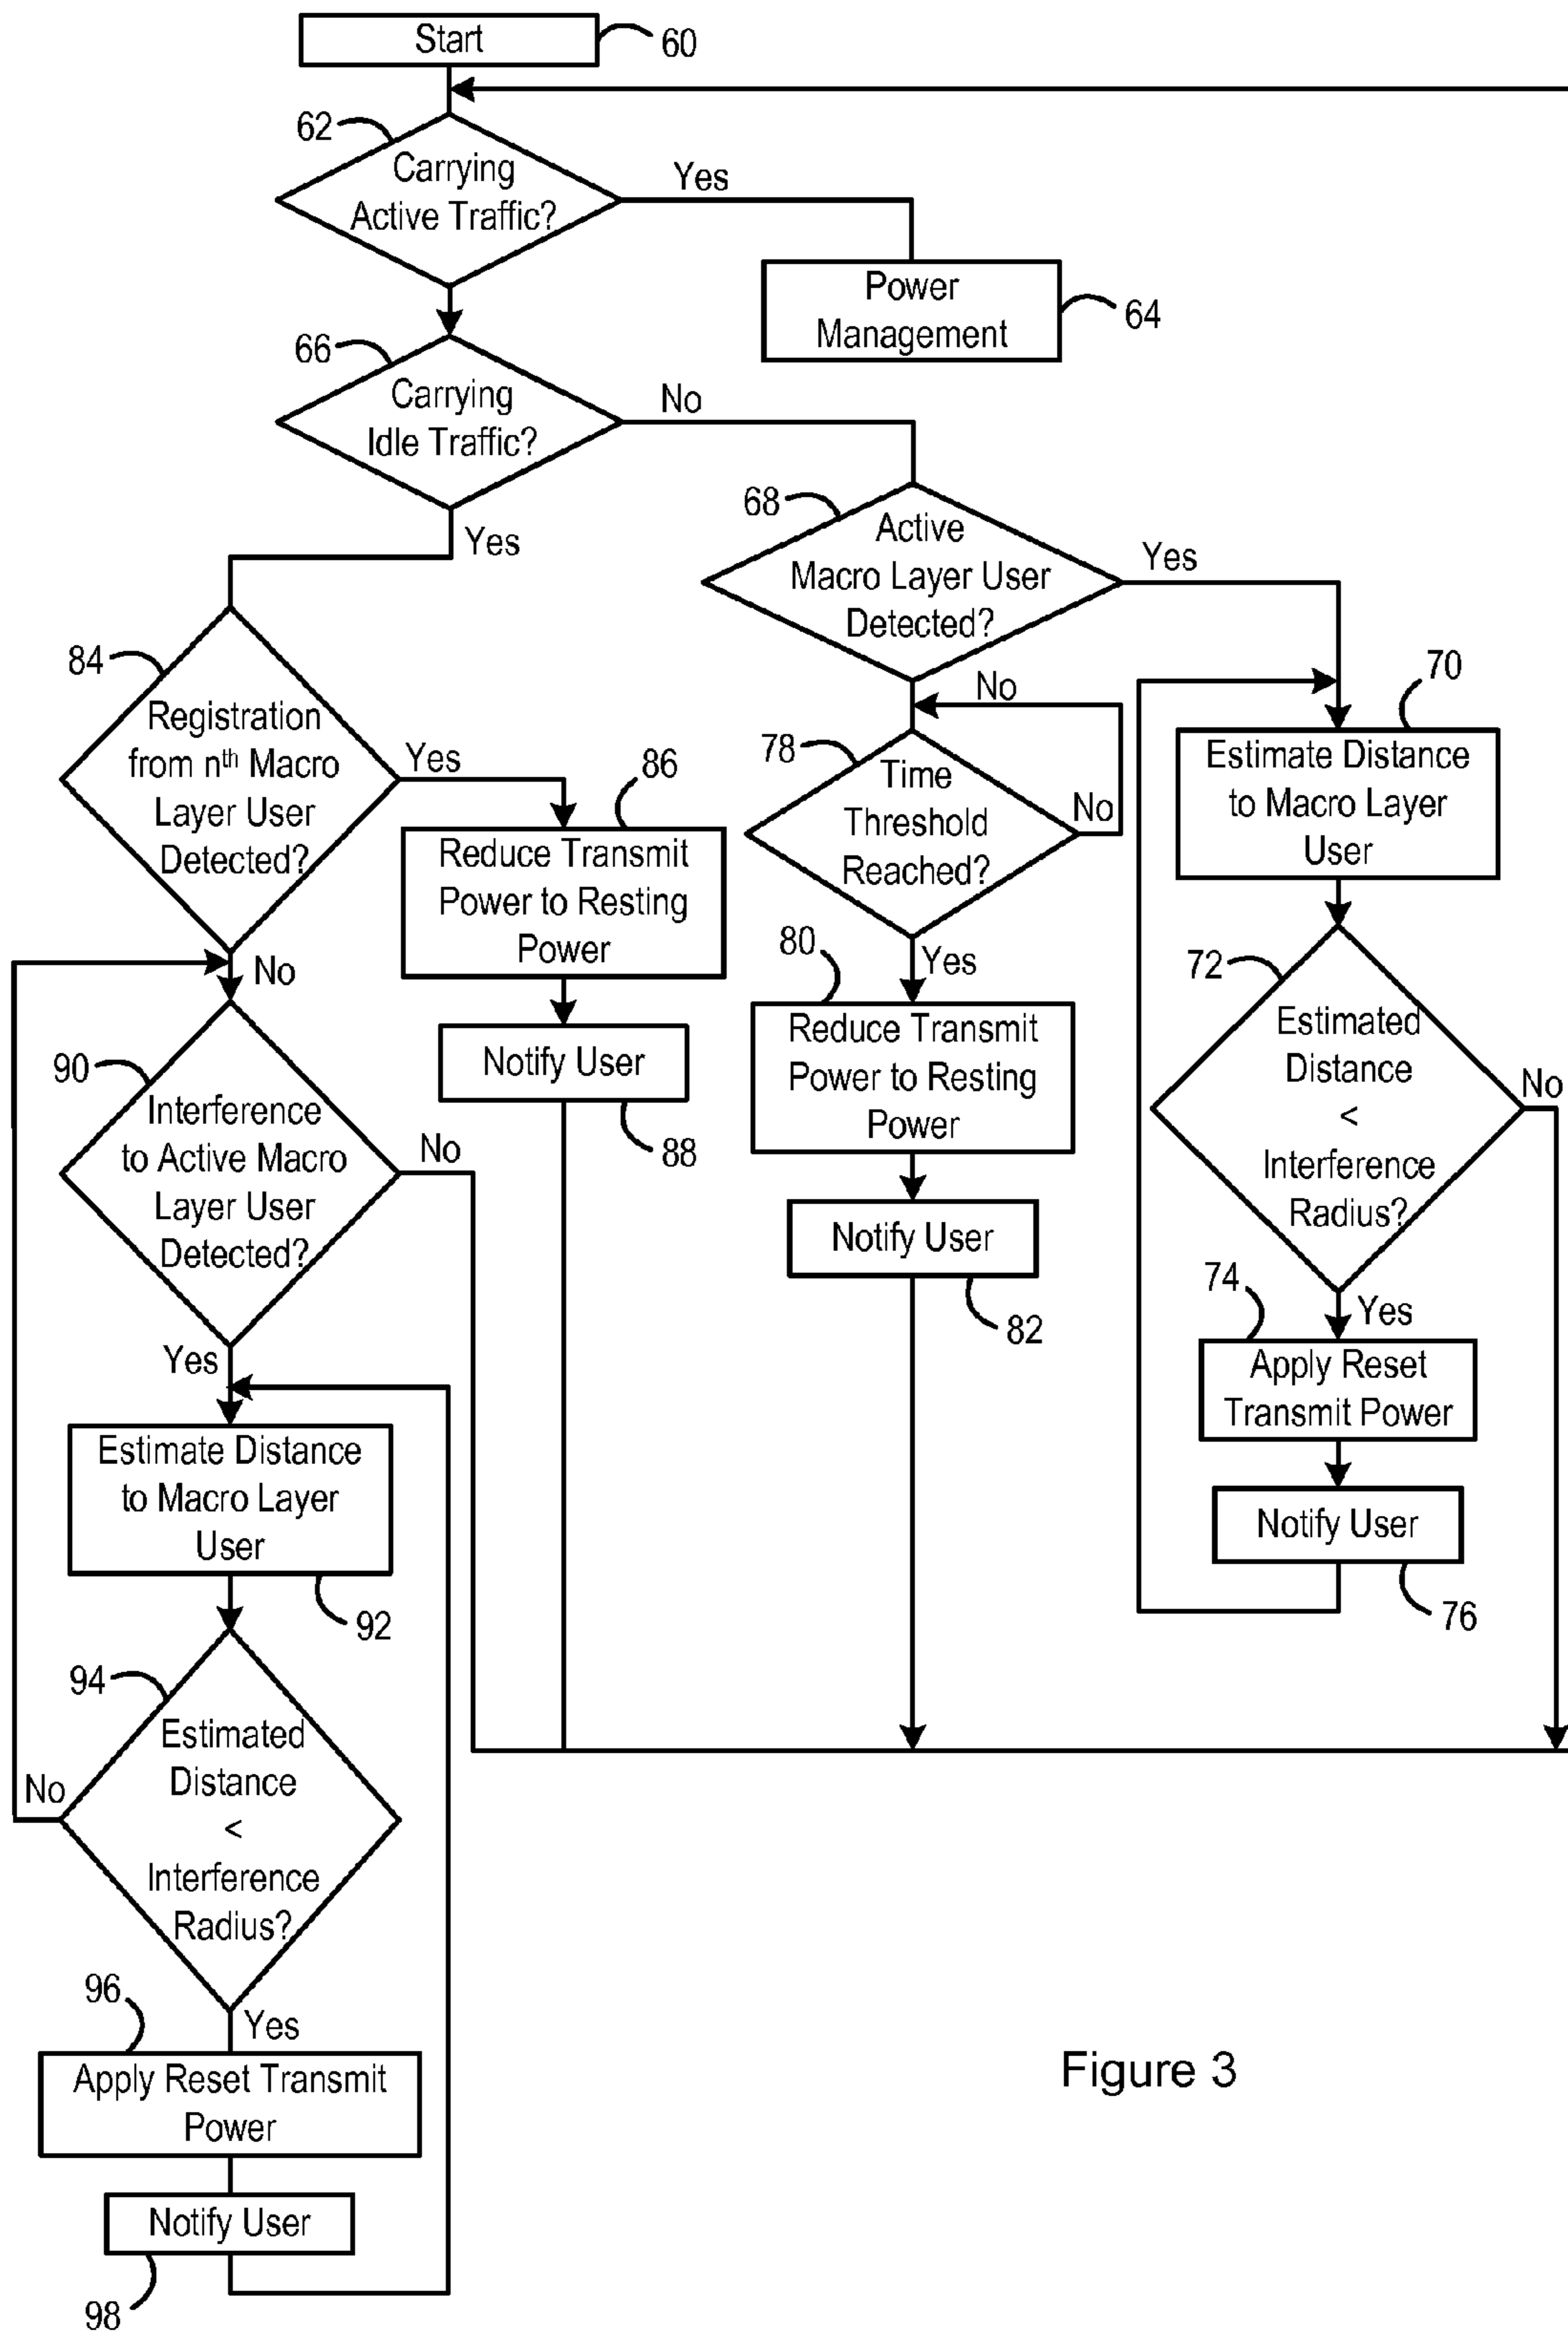 Start
60
62
Carrying
Active Traffic?
Yes
Power
Management
64
66
Carrying
Idle Traffic?
No
Yes
68
Active
Macro Layer User
Detected?
Yes
84
Registration
from nth Macro
Layer User
Detected?
Yes
No
86
Reduce Transmit
Power to Resting
Power
Notify User
88
No
78
Time
Threshold
Reached?
No
Yes
80
Reduce Transmit
Power to Resting
Power
Notify User
82
70
Estimate Distance
to Macro Layer
User
72
Estimated
Distance
<
Interference
Radius?
No
Yes
74
Apply Reset
Transmit Power
Notify User
76
90
Interference
to Active Macro
Layer User
Detected?
No
Yes
Estimate Distance
to Macro Layer
User
92
94
Estimated
Distance
<
Interference
Radius?
No
Yes
96
Apply Reset Transmit
Power
Notify User
98
Figure 3